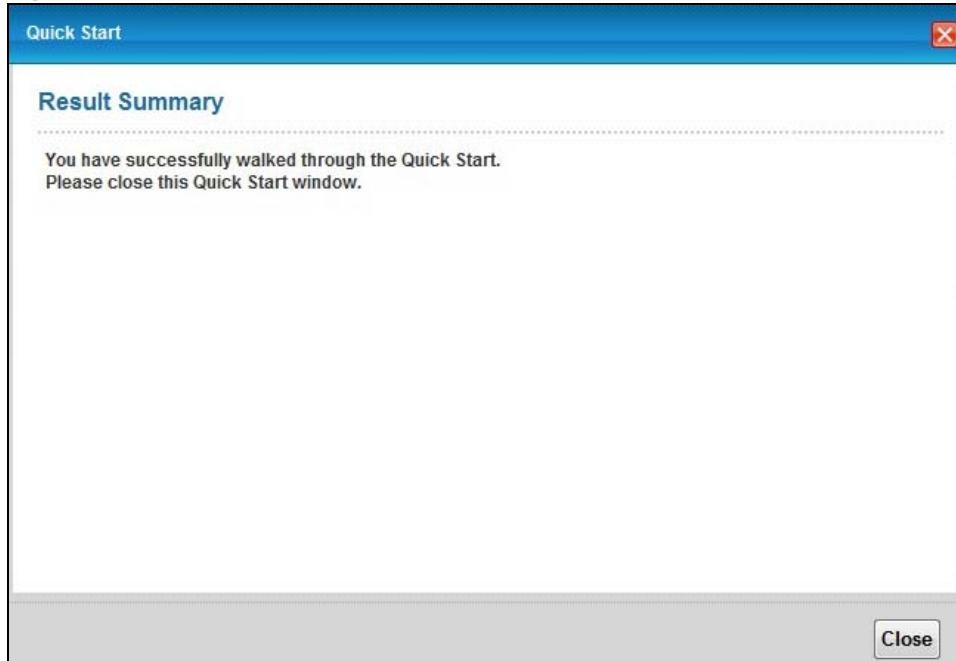 Quick Start
Result Summary
You have successfully walked through the Quick Start.
Please close this Quick Start window.
Close